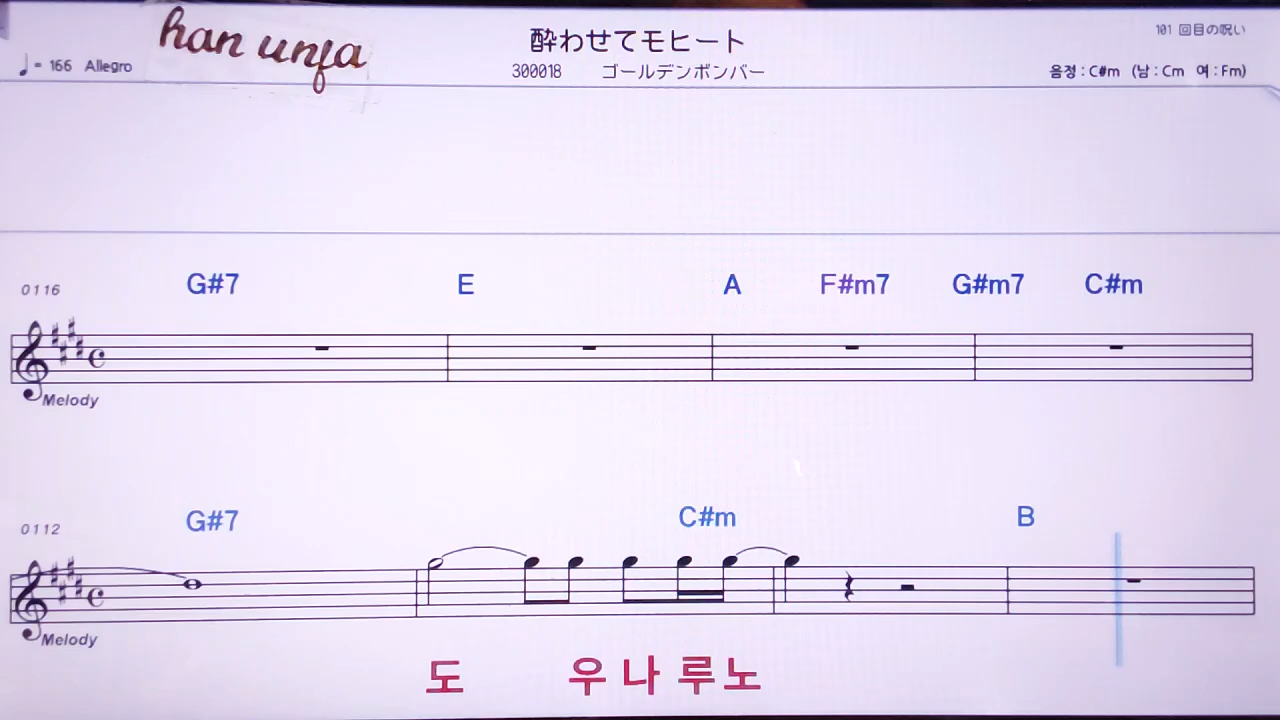 han unfa
酔わせてモヒート
101 回目の呪い
♩= 166 Allegro
300018 ゴールデンボンバー
음정 : C#m (남 : Cm 여 : Fm)
0116 G#7 E A F#m7 G#m7 C#m
Melody
0112 G#7 C#m B
Melody
도 우 나 루 노